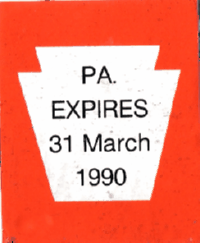 PA.
EXPIRES
31 March
1990